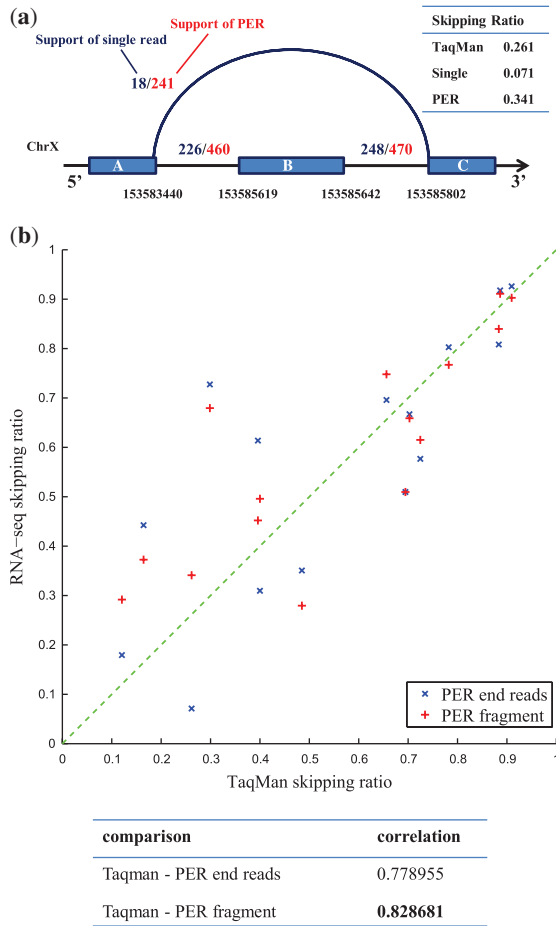 (a)
Support of PER
Support of single read
18/241
Skipping Ratio
TaqMan 0.261
Single 0.071
PER 0.341
ChrX
226/460
248/470
A
B
C
5’
3’
153583440
153585619
153585642
153585802
(b)
1
0.9
0.8
0.7
0.6
0.5
0.4
0.3
0.2
0.1
0
RNA−seq skipping ratio
PER end reads
PER fragment
0 0.1 0.2 0.3 0.4 0.5 0.6 0.7 0.8 0.9 1
TaqMan skipping ratio
comparison correlation
Taqman - PER end reads 0.778955
Taqman - PER fragment 0.828681